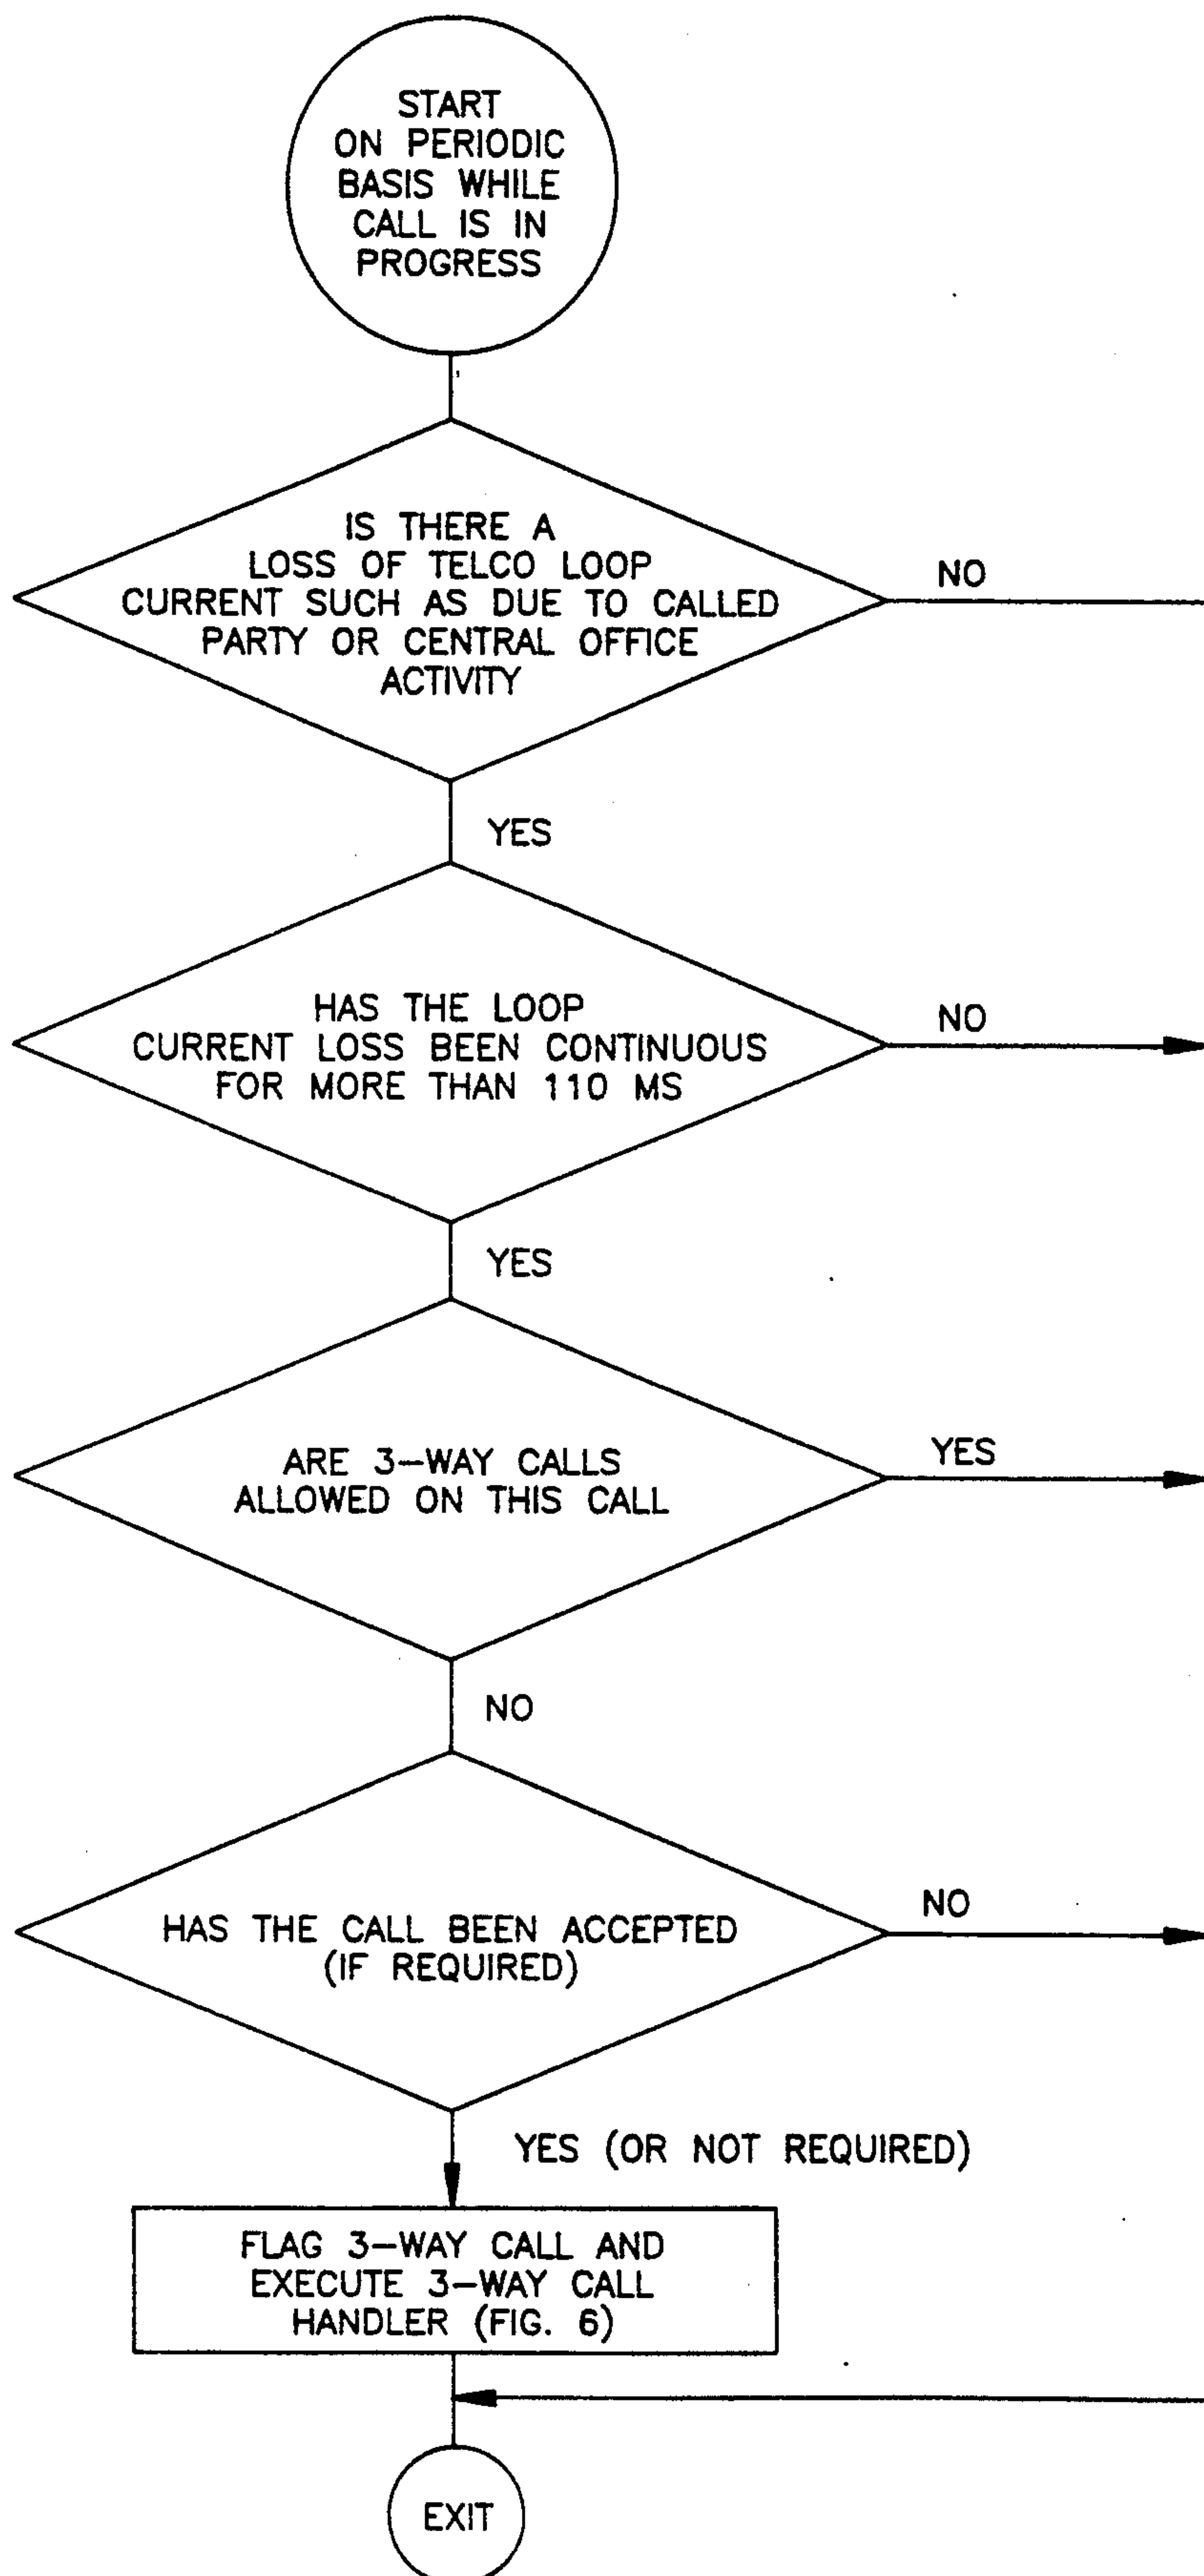 START
ON PERIODIC
BASIS WHILE
CALL IS IN
PROGRESS
IS THERE A
LOSS OF TELCO LOOP
CURRENT SUCH AS DUE TO CALLED
PARTY OR CENTRAL OFFICE
ACTIVITY
NO
YES
HAS THE LOOP
CURRENT LOSS BEEN CONTINUOUS
FOR MORE THAN 110 MS
NO
YES
ARE 3-WAY CALLS
ALLOWED ON THIS CALL
YES
NO
HAS THE CALL BEEN ACCEPTED
(IF REQUIRED)
NO
YES (OR NOT REQUIRED)
FLAG 3-WAY CALL AND
EXECUTE 3-WAY CALL
HANDLER (FIG. 6)
EXIT